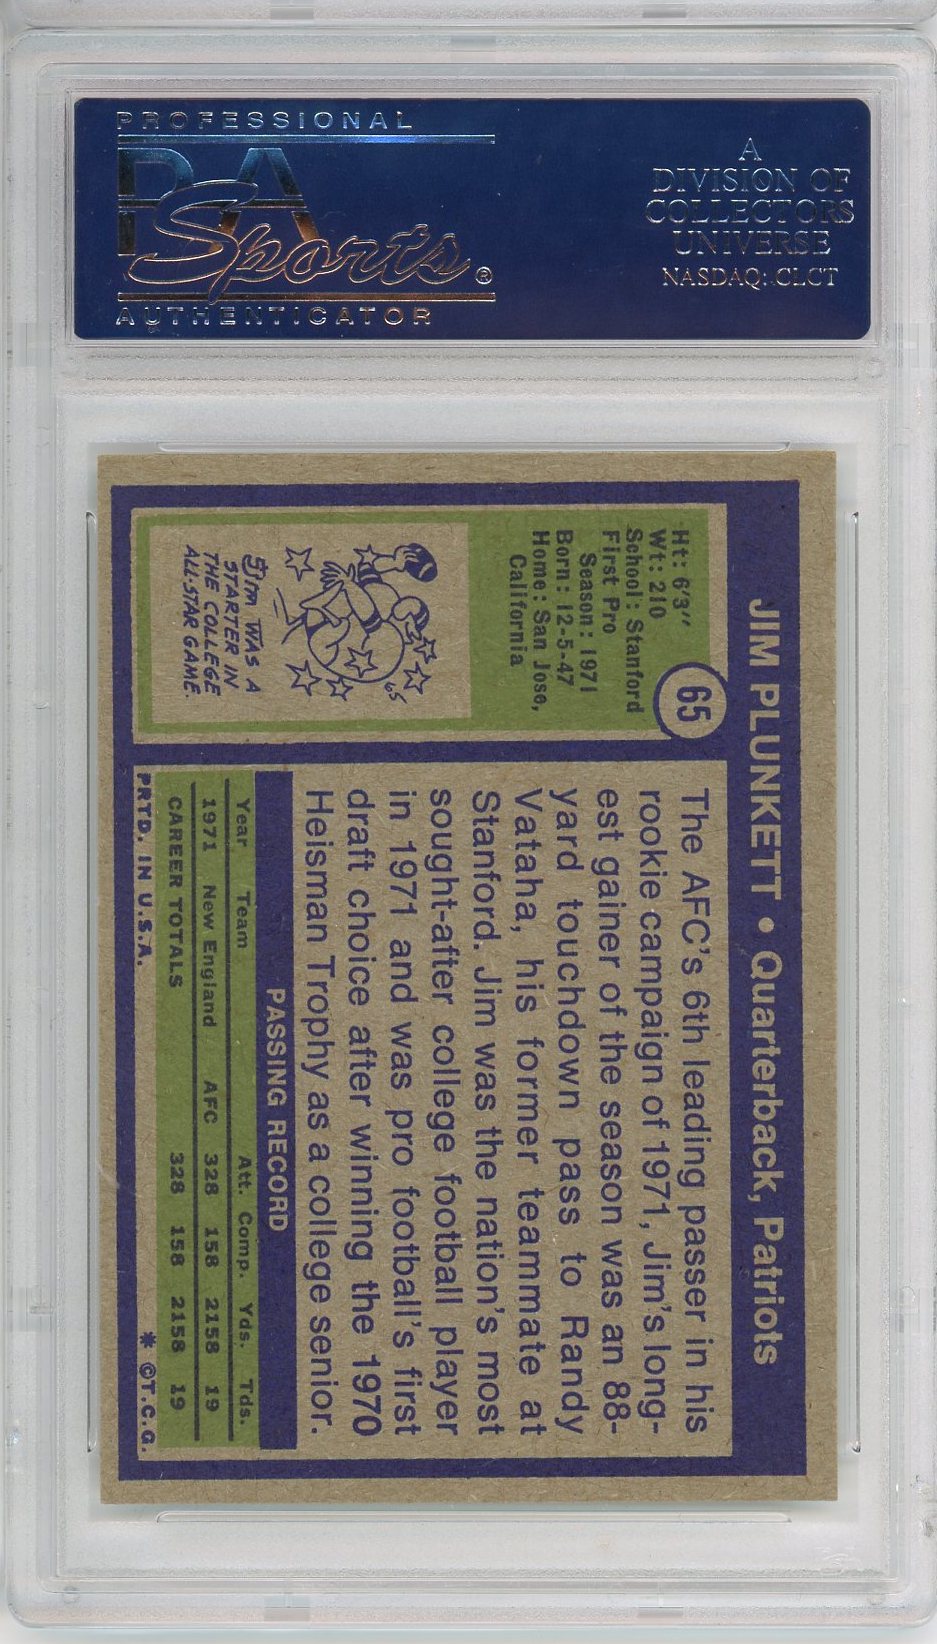 PROFESSIONAL
PSA
Sports®
AUTHENTICATOR
A
DIVISION OF
COLLECTORS
UNIVERSE
NASDAQ: CLCT
JIM PLUNKETT • Quarterback, Patriots
65
Ht: 6'3"
Wt: 210
School: Stanford
First Pro
Season: 1971
Born: 12-5-47
Home: San Jose,
California
65
JIM WAS A
STARTER IN
THE COLLEGE
ALL-STAR GAME.
The AFC's 6th leading passer in his
rookie campaign of 1971, Jim's long-
est gainer of the season was an 88-
yard touchdown pass to Randy
Vataha, his former teammate at
Stanford. Jim was the nation's most
sought-after college football player
in 1971 and was pro football's first
draft choice after winning the 1970
Heisman Trophy as a college senior.
PASSING RECORD
Year Team Att. Comp. Yds. Tds.
1971 New England AFC 328 158 2158 19
CAREER TOTALS 328 158 2158 19
PRTD. IN U.S.A. * ©T.C.G.